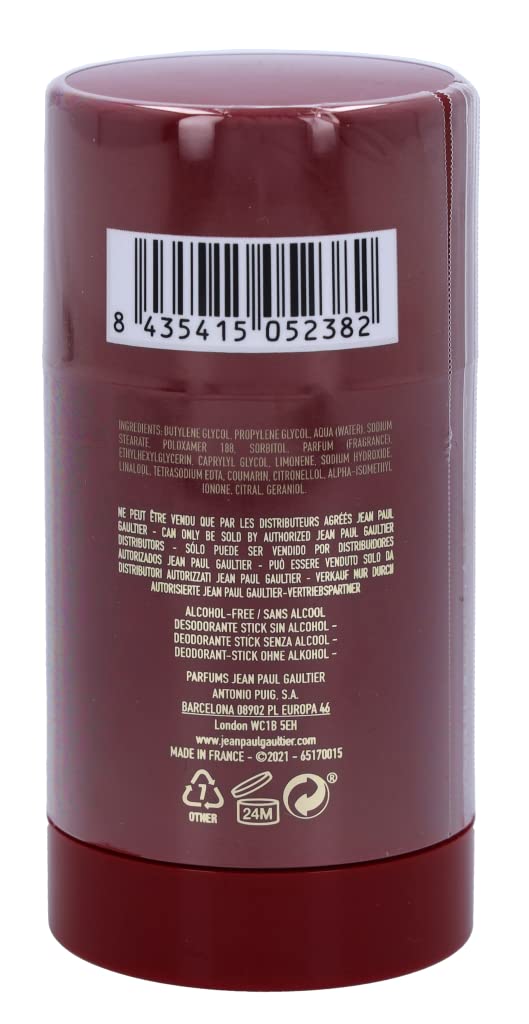 8 435415 052382
INGREDIENTS: BUTYLENE GLYCOL, PROPYLENE GLYCOL, AQUA (WATER), SODIUM
STEARATE, POLOXAMER 188, SORBITOL, PARFUM (FRAGRANCE),
ETHYLHEXYLGLYCERIN, CAPRYLYL GLYCOL, LIMONENE, SODIUM HYDROXIDE,
LINALOOL, TETRASODIUM EDTA, COUMARIN, CITRONELLOL, ALPHA-ISOMETHYL
IONONE, CITRAL, GERANIOL.
NE PEUT ÊTRE VENDU QUE PAR LES DISTRIBUTEURS AGRÉÉS JEAN PAUL
GAULTIER - CAN ONLY BE SOLD BY AUTHORIZED JEAN PAUL GAULTIER
DISTRIBUTORS - SÓLO PUEDE SER VENDIDO POR DISTRIBUIDORES
AUTORIZADOS JEAN PAUL GAULTIER - PUÒ ESSERE VENDUTO SOLO DA
DISTRIBUTORI AUTORIZZATI JEAN PAUL GAULTIER - VERKAUF NUR DURCH
AUTORISIERTE JEAN PAUL GAULTIER-VERTRIEBSPARTNER
ALCOHOL-FREE / SANS ALCOOL
DESODORANTE STICK SIN ALCOHOL -
DEODORANTE STICK SENZA ALCOOL -
DEODORANT-STICK OHNE ALKOHOL -
PARFUMS JEAN PAUL GAULTIER
ANTONIO PUIG, S.A.
BARCELONA 08902 PL EUROPA 46
London WC1B 5EH
www.jeanpaulgaultier.com
MADE IN FRANCE - ©2021 - 65170015
7 24M ®
OTHER